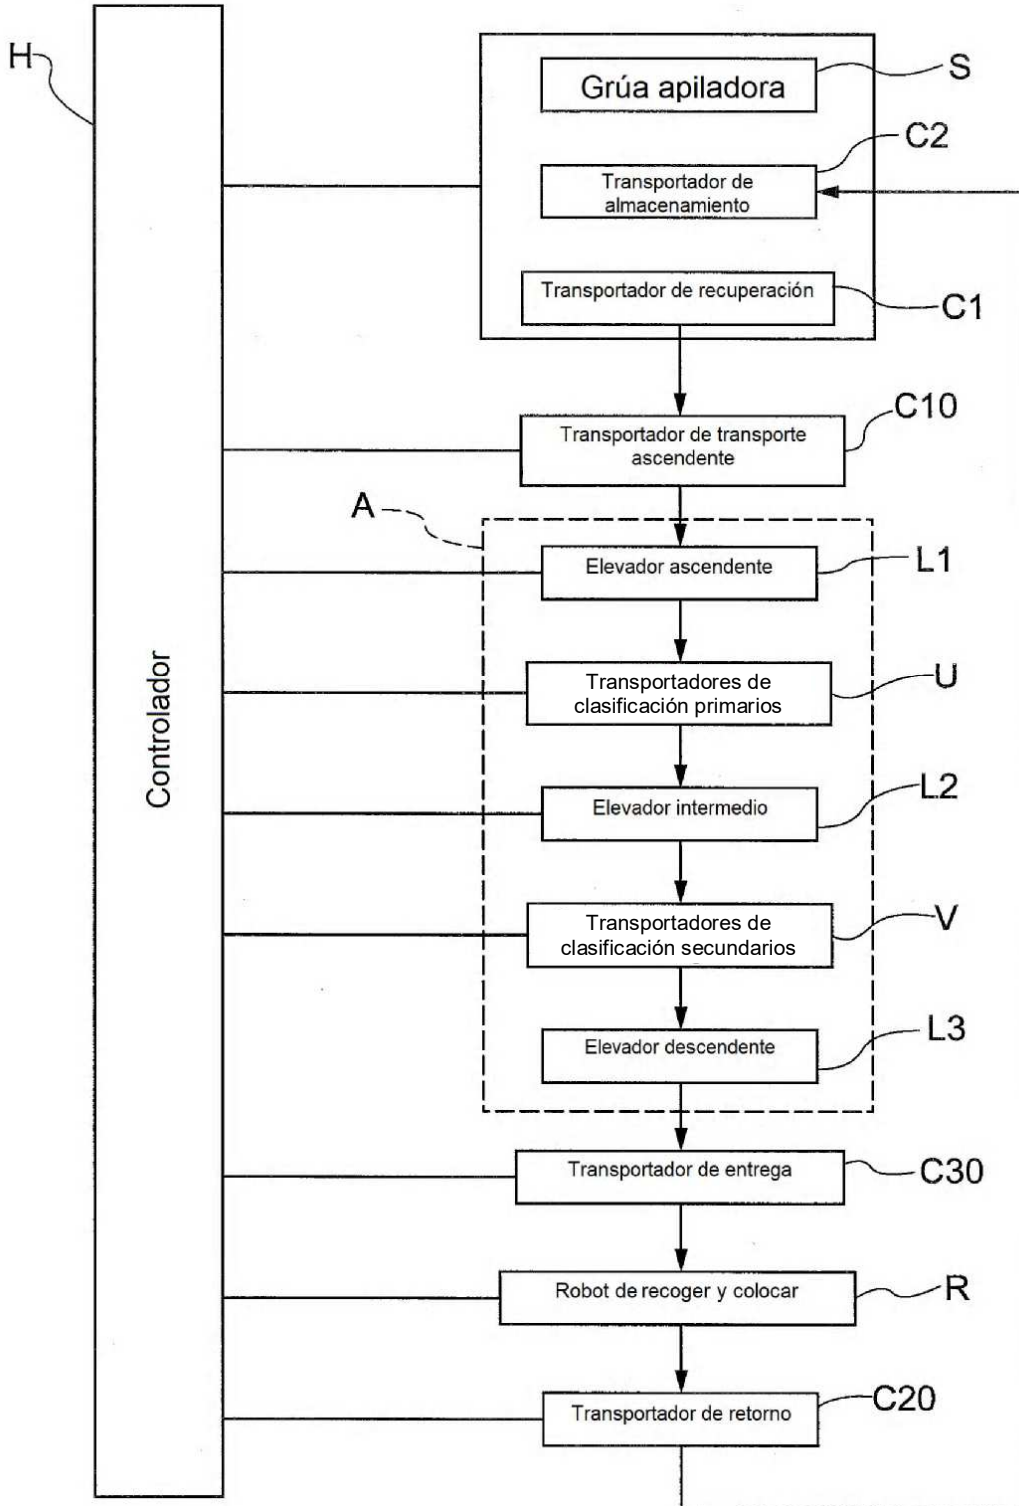 H
Grúa apiladora
S
C2
Transportador de
almacenamiento
Transportador de recuperación
C1
C10
Transportador de transporte
ascendente
A
Elevador ascendente
L1
Controlador
Transportadores de
clasificación primarios
U
Elevador intermedio
L2
Transportadores de
clasificación secundarios
V
Elevador descendente
L3
Transportador de entrega
C30
Robot de recoger y colocar
R
Transportador de retorno
C20